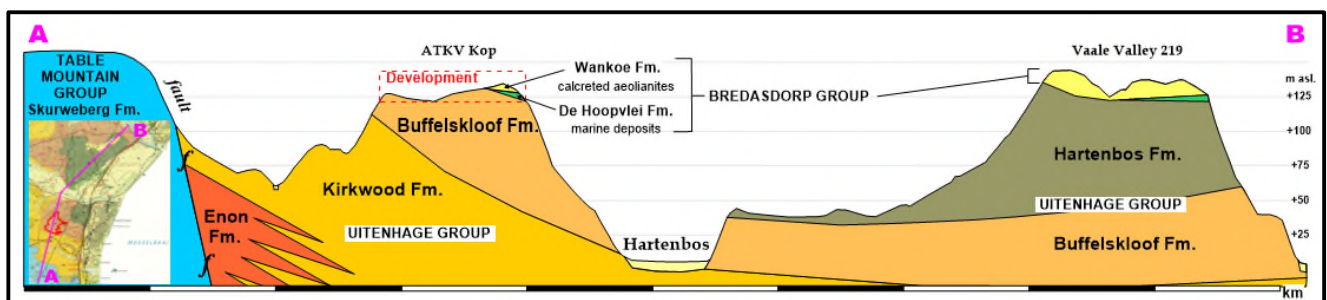 A
B
ATKV Kop
Vaale Valley 219
TABLE
MOUNTAIN
GROUP
Skurweberg Fm.
fault
Development
Wankoe Fm.
calcreted aeolianites
De Hoopvlei Fm.
marine deposits
BREDASDORP GROUP
m asl.
+125
+100
+75
+50
+25
Buffelskloof Fm.
Hartenbos Fm.
Kirkwood Fm.
Enon
Fm.
UITENHAGE GROUP
UITENHAGE GROUP
Hartenbos
Buffelskloof Fm.
f
f
B
A
km